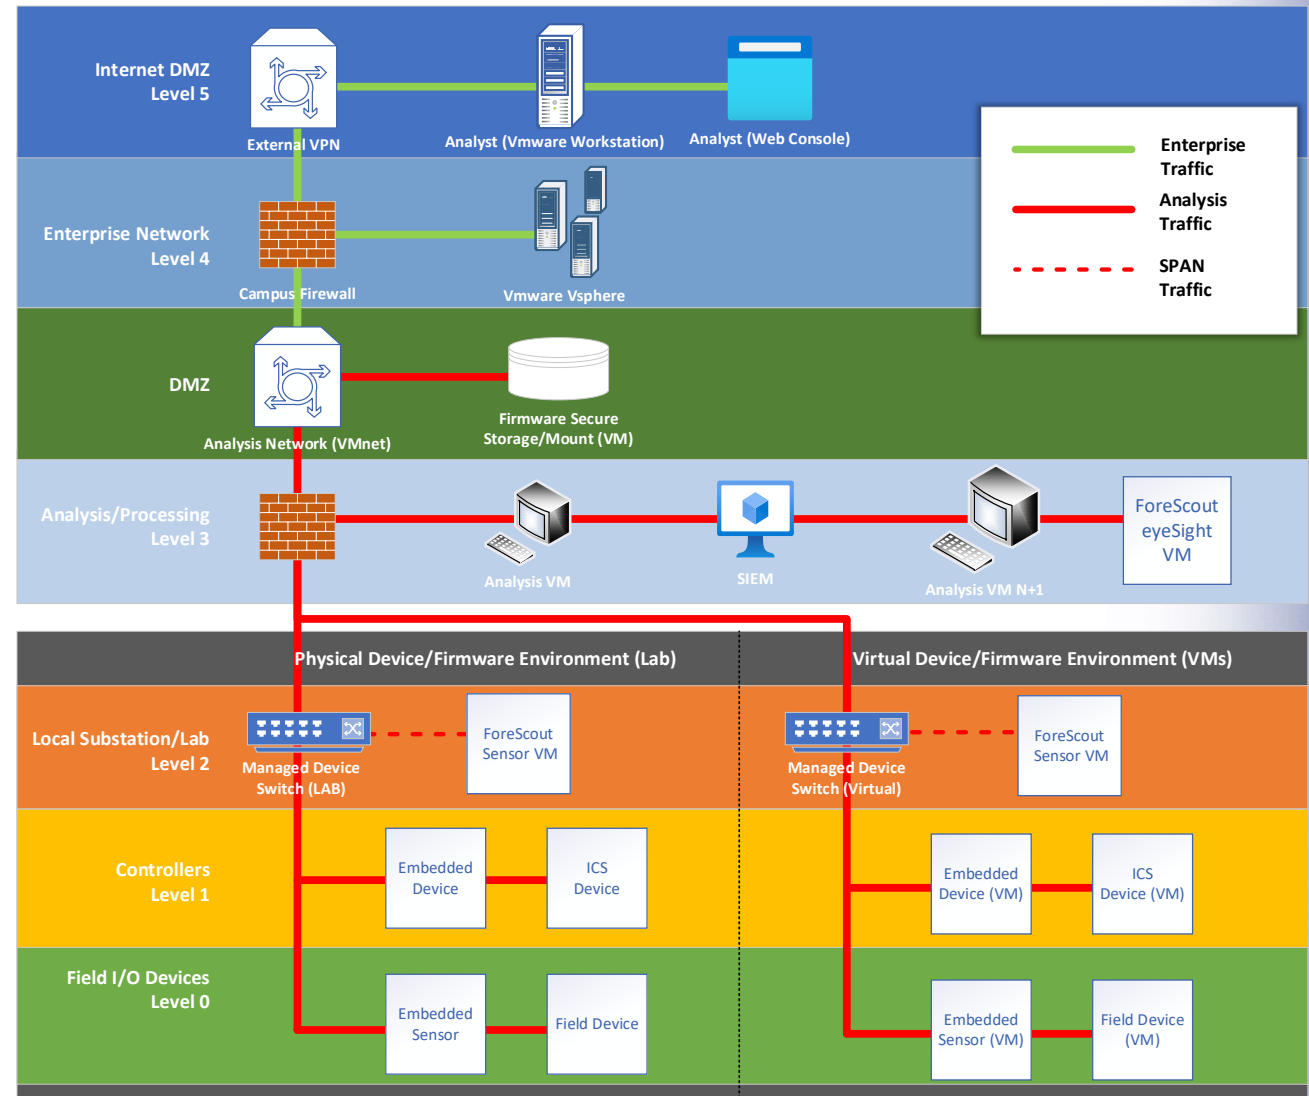 Internet DMZ
Level 5
External VPN
Analyst (Vmware Workstation)
Analyst (Web Console)
Enterprise
Traffic
Analysis
Traffic
SPAN
Traffic
Enterprise Network
Level 4
Campus Firewall
Vmware Vsphere
DMZ
Analysis Network (VMnet)
Firmware Secure
Storage/Mount (VM)
Analysis/Processing
Level 3
Analysis VM
SIEM
Analysis VM N+1
ForeScout
eyeSight
VM
Physical Device/Firmware Environment (Lab)
Virtual Device/Firmware Environment (VMs)
Local Substation/Lab
Level 2
Managed Device
Switch (LAB)
ForeScout
Sensor VM
Managed Device
Switch (Virtual)
ForeScout
Sensor VM
Controllers
Level 1
Embedded
Device
ICS
Device
Embedded
Device (VM)
ICS
Device (VM)
Field I/O Devices
Level 0
Embedded
Sensor
Field Device
Embedded
Sensor (VM)
Field Device
(VM)